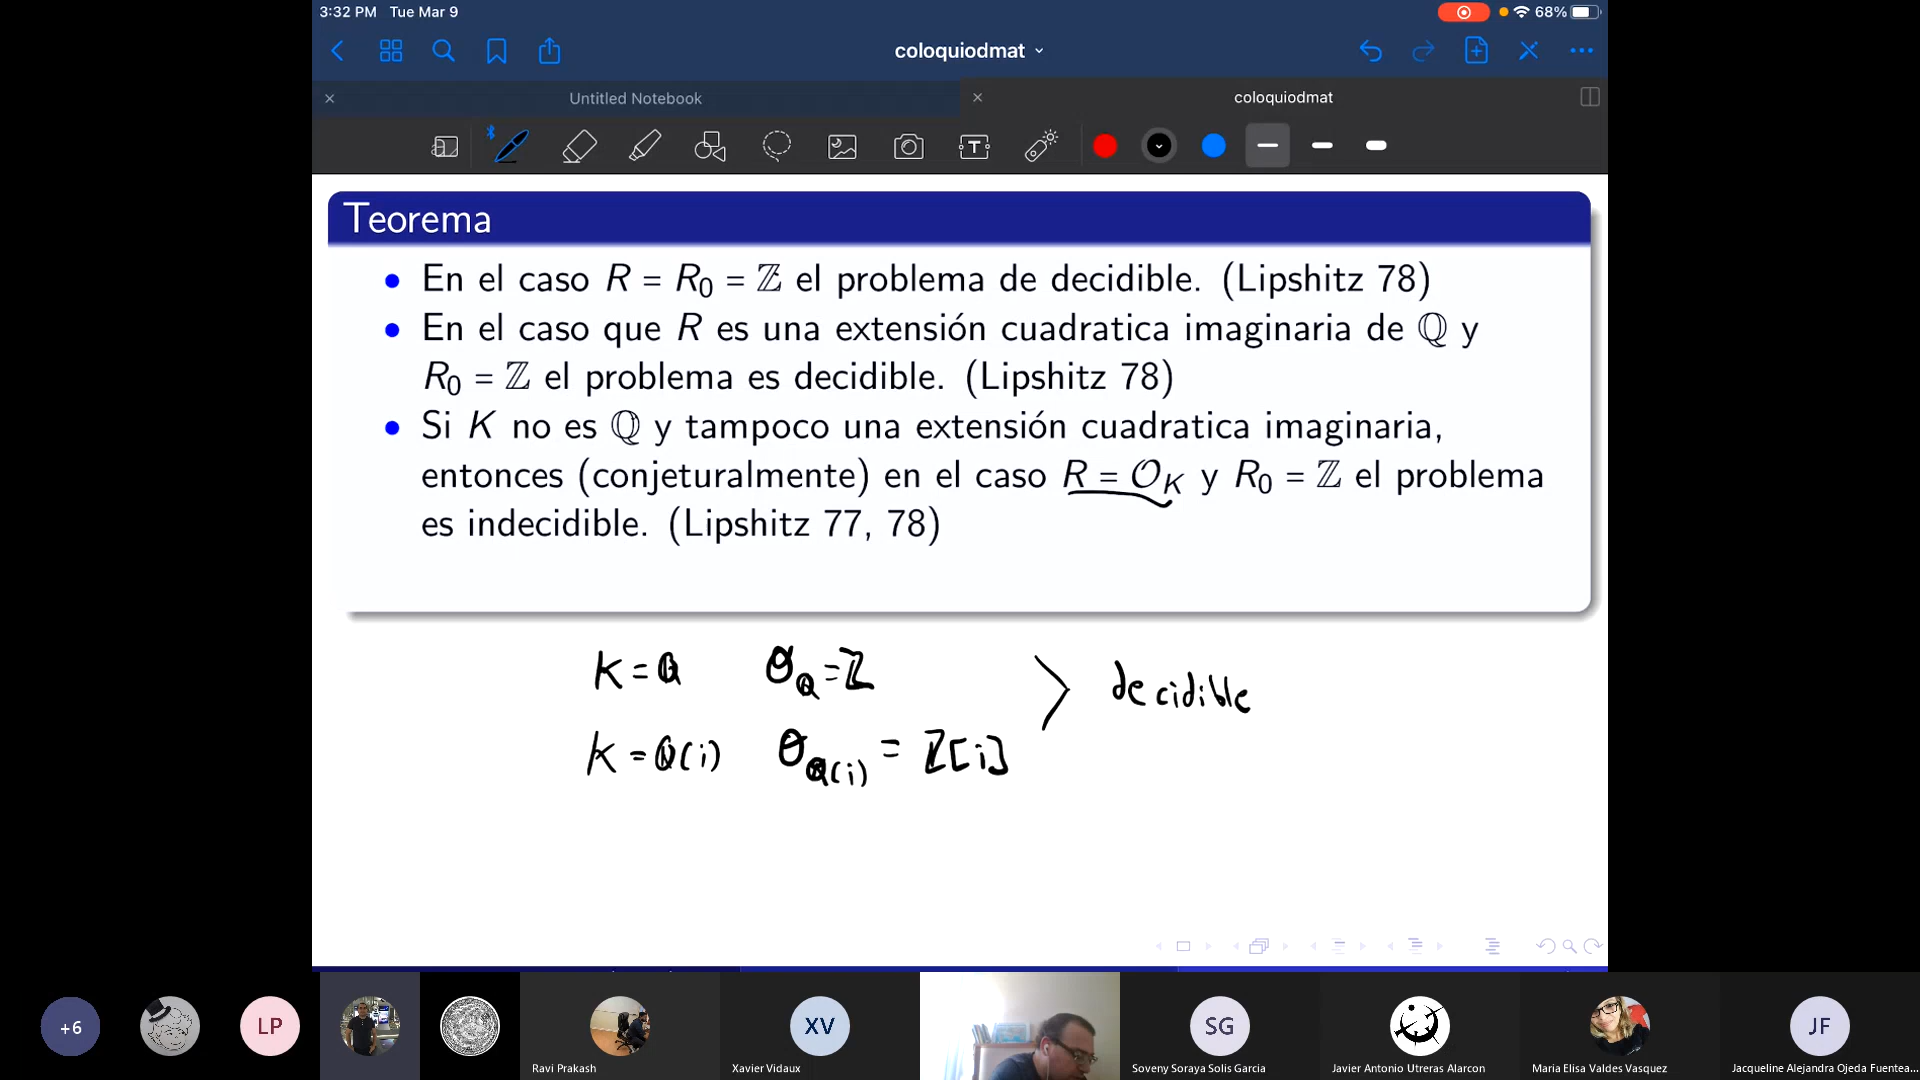 3:32 PM Tue Mar 9
68%
coloquiodmat
Untitled Notebook
coloquiodmat
T
Teorema
• En el caso R = R₀ = ℤ el problema de decidible. (Lipshitz 78)
• En el caso que R es una extensión cuadratica imaginaria de ℚ y
R₀ = ℤ el problema es decidible. (Lipshitz 78)
• Si K no es ℚ y tampoco una extensión cuadratica imaginaria,
entonces (conjeturalmente) en el caso R = 𝒪_K y R₀ = ℤ el problema
es indecidible. (Lipshitz 77, 78)
K = ℚ 𝒪_ℚ = ℤ
decidible
K = ℚ(i) 𝒪_ℚ(i) = ℤ[i]
+6
LP
XV
SG
JF
Ravi Prakash
Xavier Vidaux
Soveny Soraya Solis Garcia
Javier Antonio Utreras Alarcon
Maria Elisa Valdes Vasquez
Jacqueline Alejandra Ojeda Fuentea...